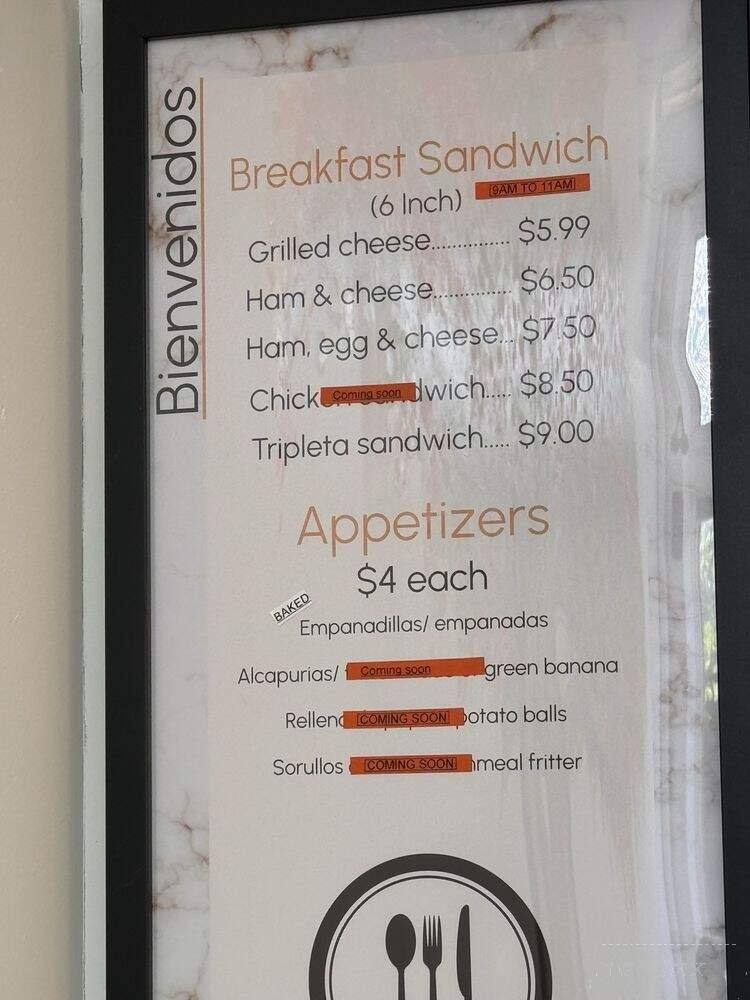 Bienvenidos
Breakfast Sandwich
(6 Inch) [9AM TO 11AM]
Grilled cheese............... $5.99
Ham & cheese............... $6.50
Ham, egg & cheese... $7.50
Chick Coming soon dwich..... $8.50
Tripleta sandwich..... $9.00
Appetizers
$4 each
BAKED
Empanadillas/ empanadas
Alcapurias/ Coming soon green banana
Rellen [COMING SOON] potato balls
Sorullos [COMING SOON] meal fritter